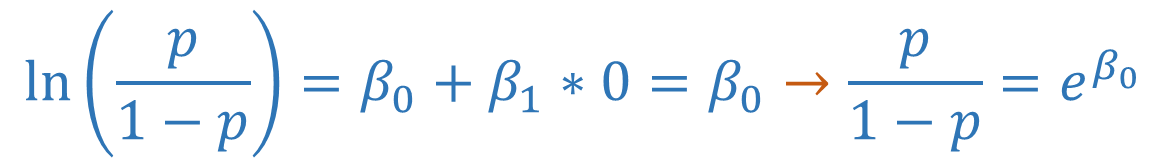 ln(p/(1 − p)) = β₀ + β₁ ∗ 0 = β₀ → p/(1 − p) = e^β₀